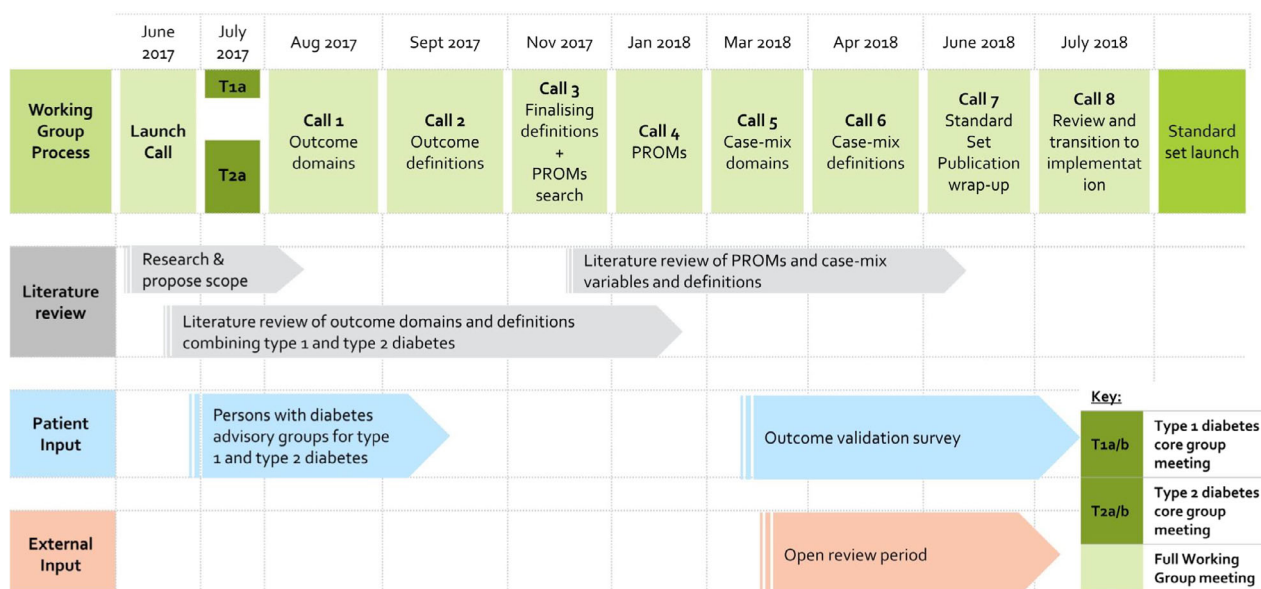 June
2017
July
2017
Aug 2017
Sept 2017
Nov 2017
Jan 2018
Mar 2018
Apr 2018
June 2018
July 2018
Working
Group
Process
Launch
Call
T1a
T2a
Call 1
Outcome
domains
Call 2
Outcome
definitions
Call 3
Finalising
definitions
+
PROMs
search
Call 4
PROMs
Call 5
Case-mix
domains
Call 6
Case-mix
definitions
Call 7
Standard
Set
Publication
wrap-up
Call 8
Review and
transition to
implementat
ion
Standard
set launch
Literature
review
Research &
propose scope
Literature review of PROMs and case-mix
variables and definitions
Literature review of outcome domains and definitions
combining type 1 and type 2 diabetes
Patient
Input
Persons with diabetes
advisory groups for type
1 and type 2 diabetes
Outcome validation survey
External
Input
Open review period
Key:
T1a/b
Type 1 diabetes
core group
meeting
T2a/b
Type 2 diabetes
core group
meeting
Full Working
Group meeting